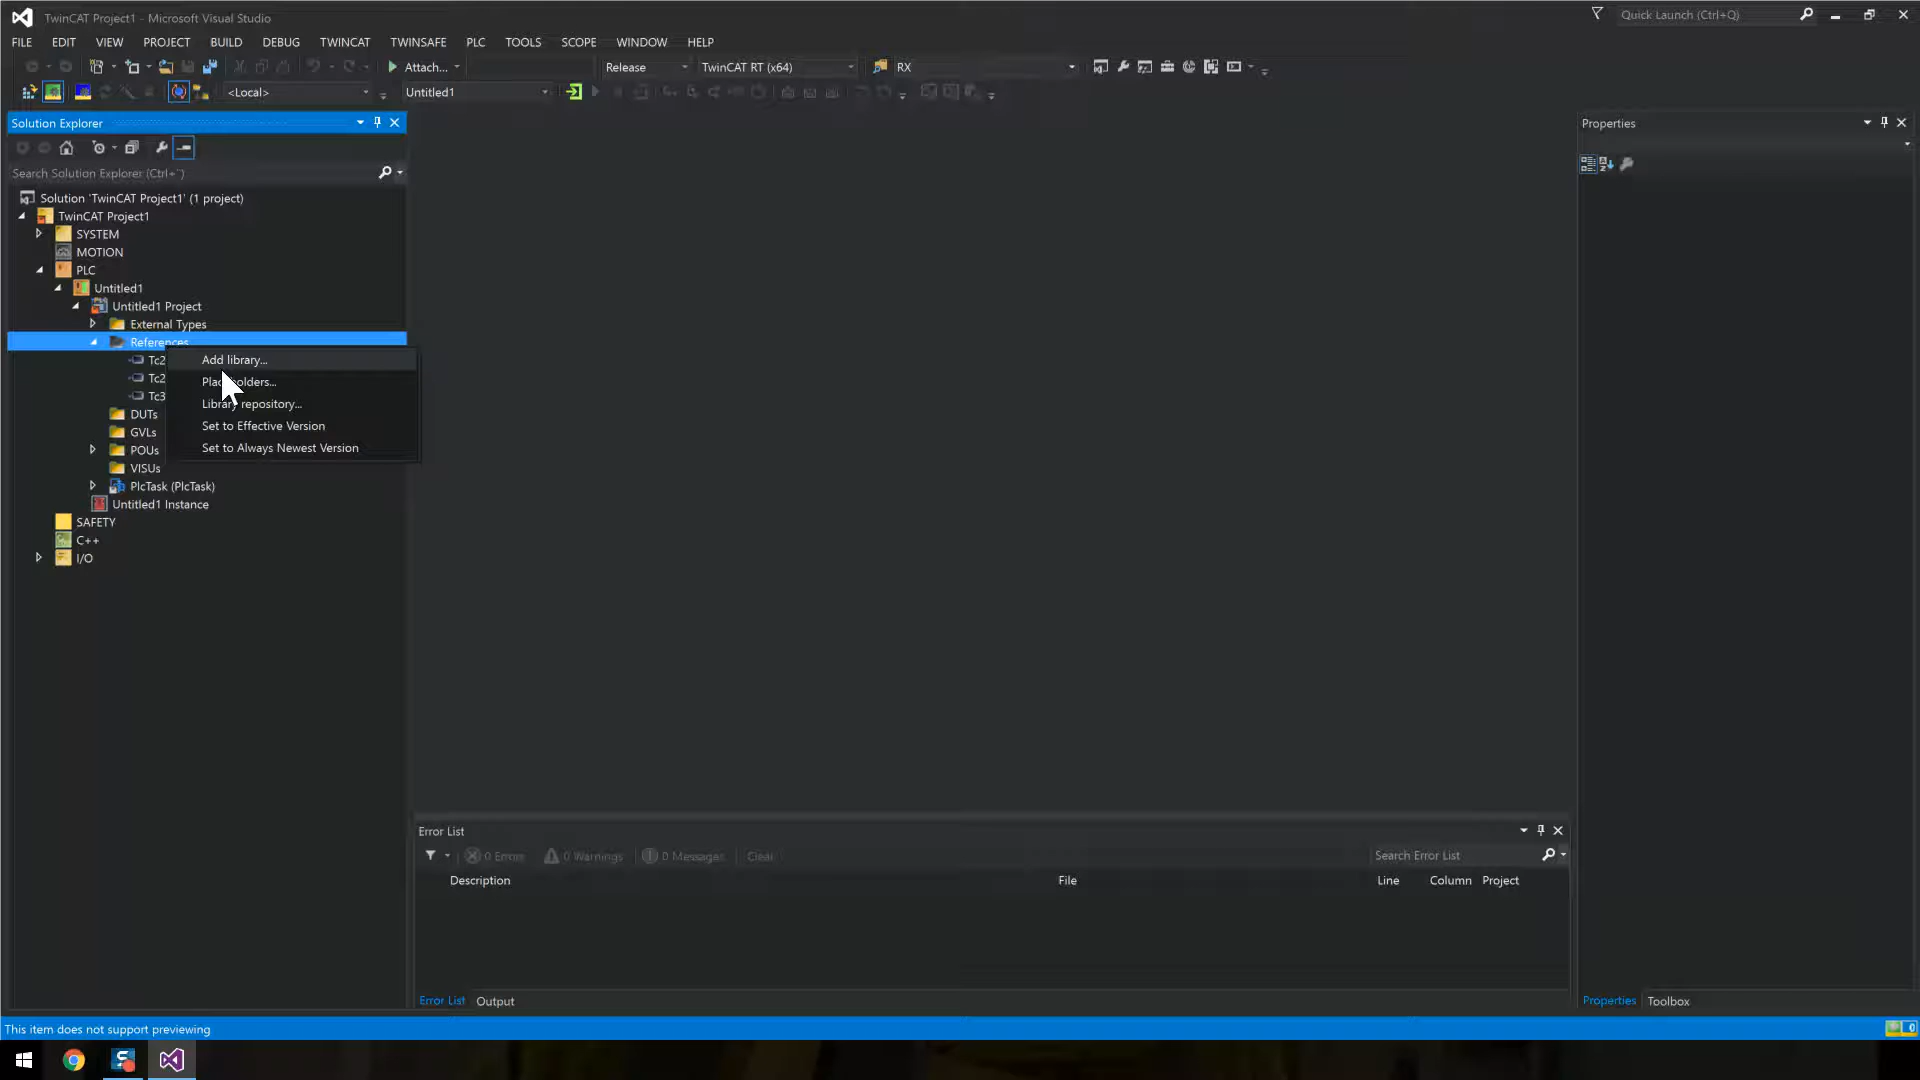 TwinCAT Project1 - Microsoft Visual Studio
Quick Launch (Ctrl+Q)
FILE EDIT VIEW PROJECT BUILD DEBUG TWINCAT TWINSAFE PLC TOOLS SCOPE WINDOW HELP
Attach... Release TwinCAT RT (x64) RX
<Local> Untitled1
Solution Explorer
Properties
Search Solution Explorer (Ctrl+¨)
Solution 'TwinCAT Project1' (1 project)
TwinCAT Project1
SYSTEM
MOTION
PLC
Untitled1
Untitled1 Project
External Types
References
Tc2
Tc2
Tc3
Add library...
Library repository...
Set to Effective Version
Set to Always Newest Version
DUTs
GVLs
POUs
VISUs
PlcTask (PlcTask)
Untitled1 Instance
SAFETY
C++
I/O
Error List
0 Errors 0 Warnings 0 Messages Clear
Search Error List
Description File Line Column Project
Error List Output
Properties Toolbox
This item does not support previewing
0